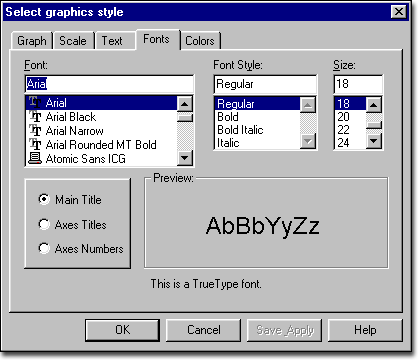 Select graphics style
Graph Scale Text Fonts Colors
Font: Font Style: Size:
Arial Regular 18
Arial Regular 18
Arial Black Bold 20
Arial Narrow Bold Italic 22
Arial Rounded MT Bold Italic 24
Atomic Sans ICG
Preview:
Main Title
Axes Titles
Axes Numbers
AbBbYyZz
This is a TrueType font.
OK Cancel Save Apply Help